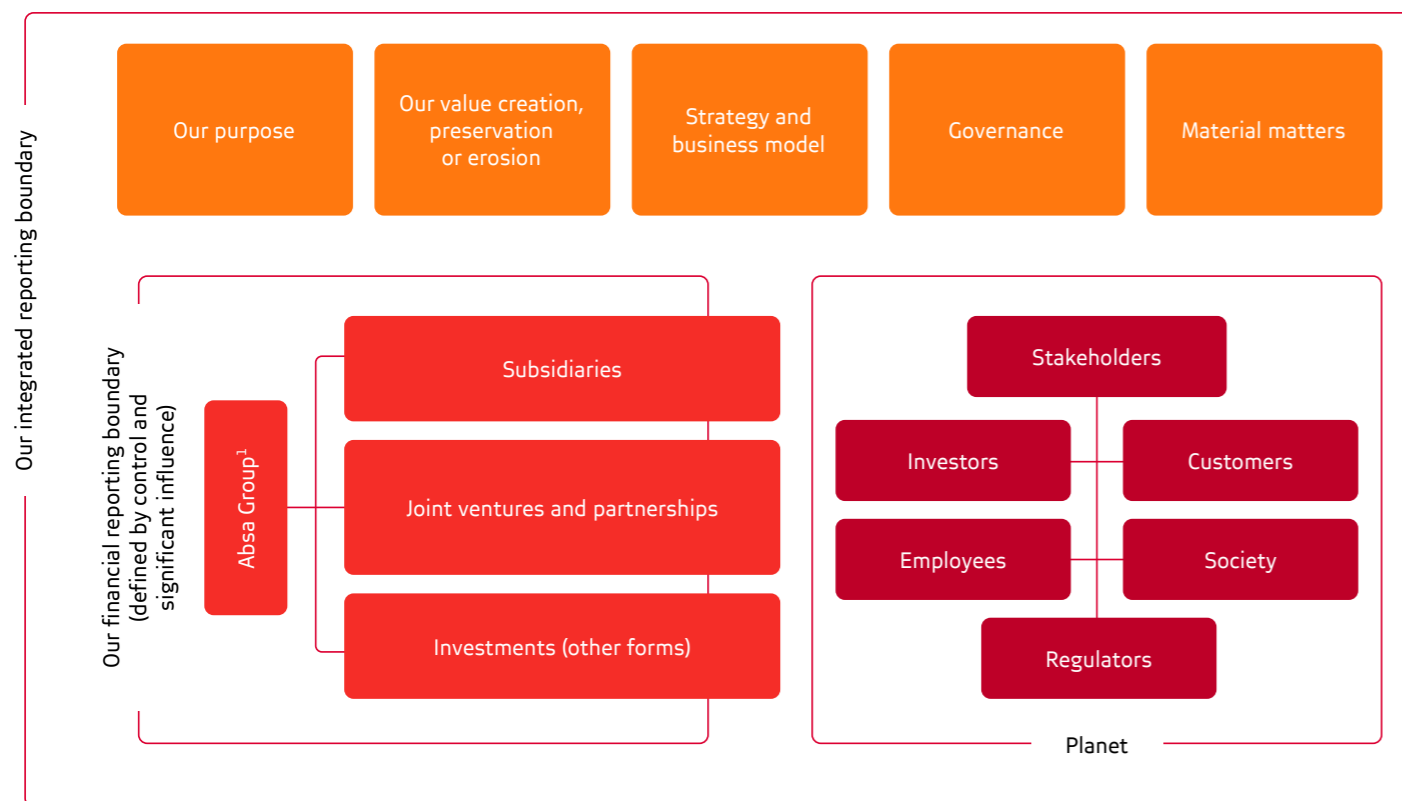 Our integrated reporting boundary
Our purpose
Our value creation,
preservation
or erosion
Strategy and
business model
Governance
Material matters
Our financial reporting boundary
(defined by control and
significant influence)
Absa Group¹
Subsidiaries
Joint ventures and partnerships
Investments (other forms)
Stakeholders
Investors
Customers
Employees
Society
Regulators
Planet